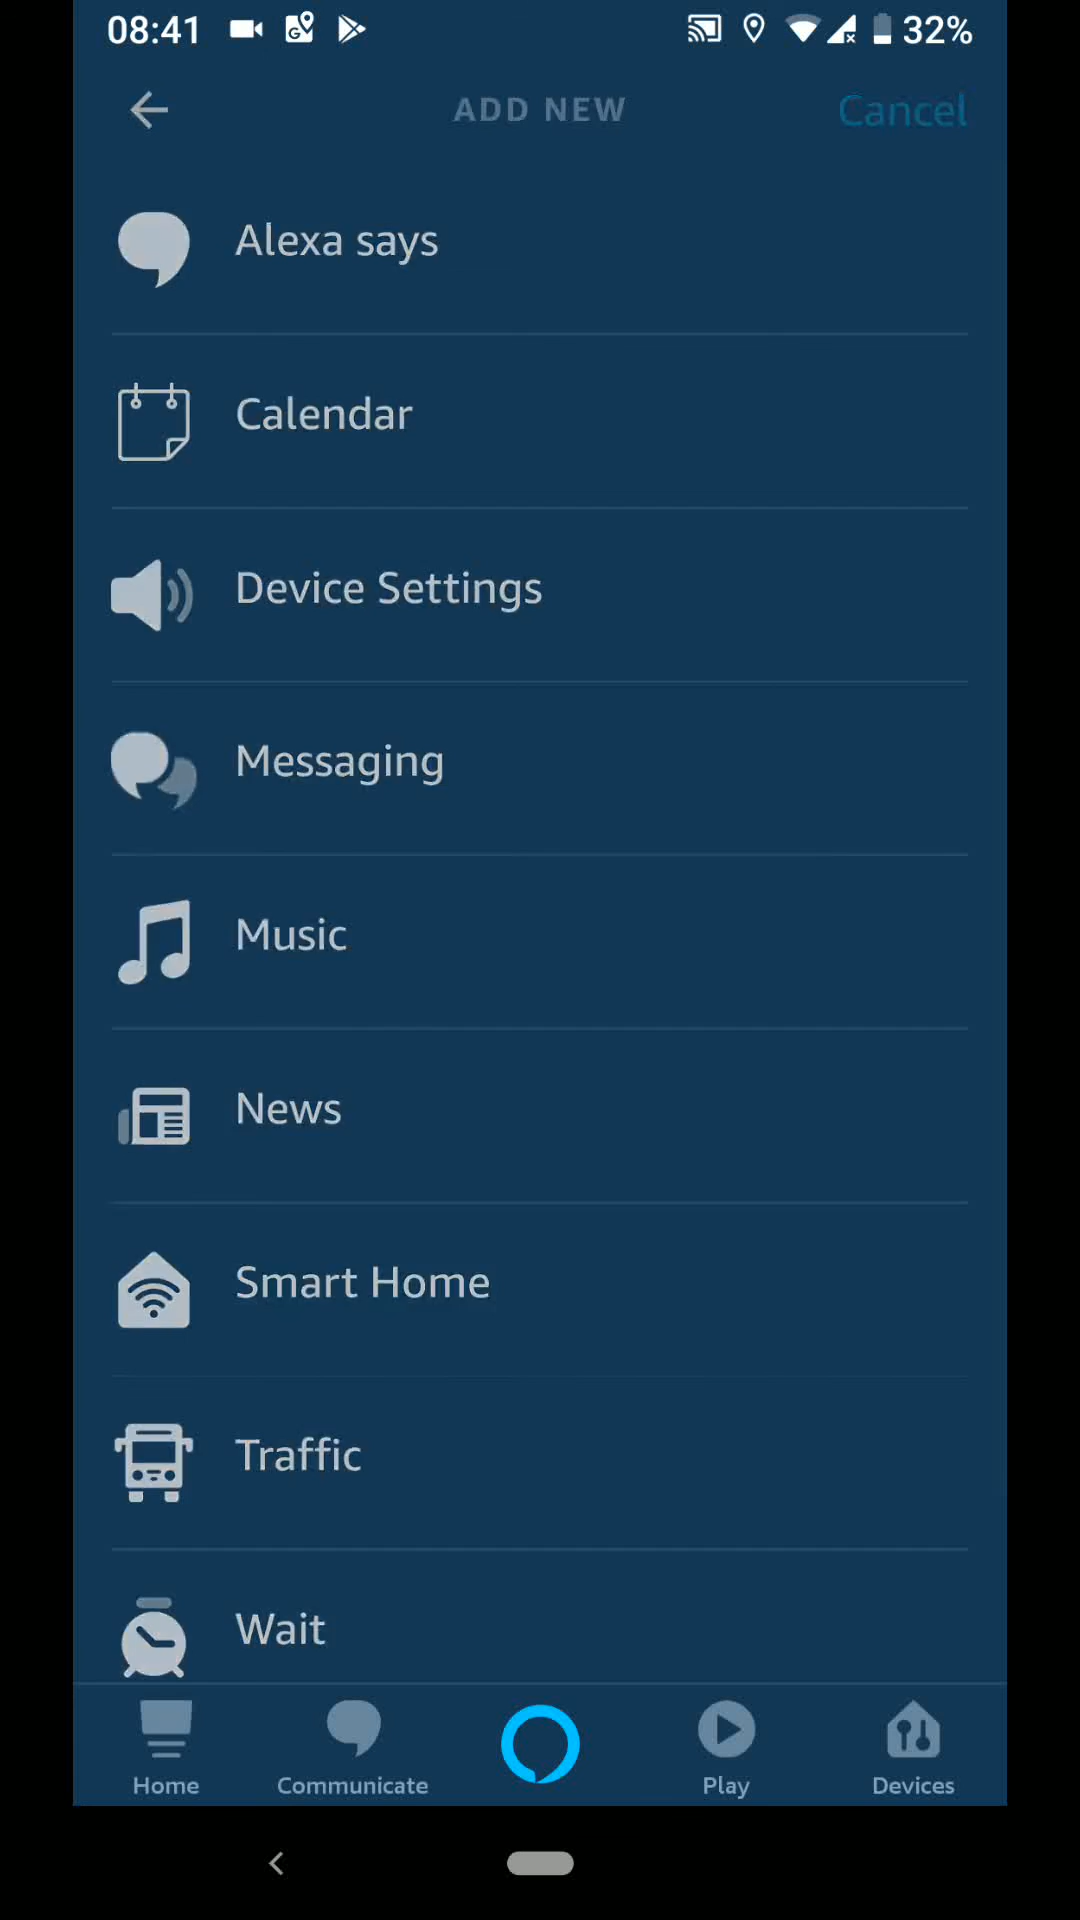 08:41 32%
ADD NEW Cancel
Alexa says
Calendar
Device Settings
Messaging
Music
News
Smart Home
Traffic
Wait
Home Communicate Play Devices